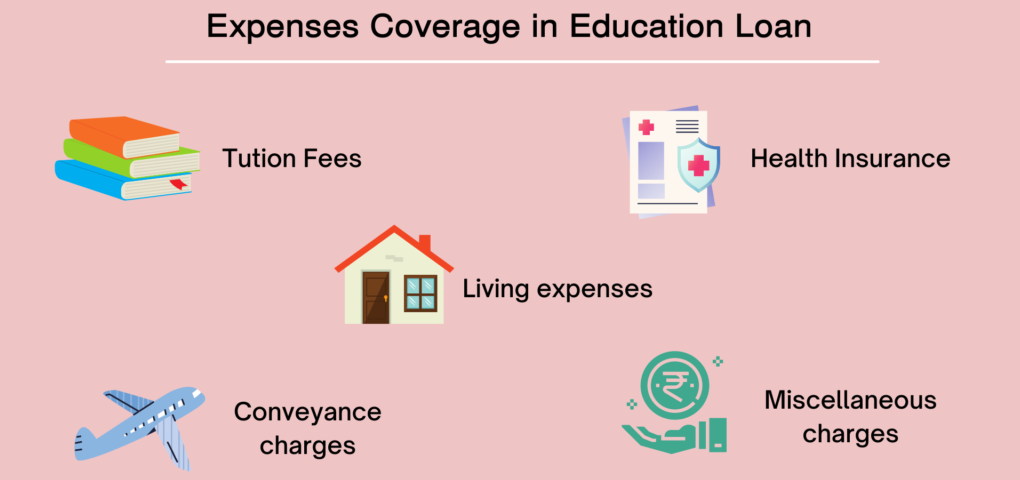 Expenses Coverage in Education Loan
Tution Fees
Health Insurance
Living expenses
Conveyance
charges
Miscellaneous
charges